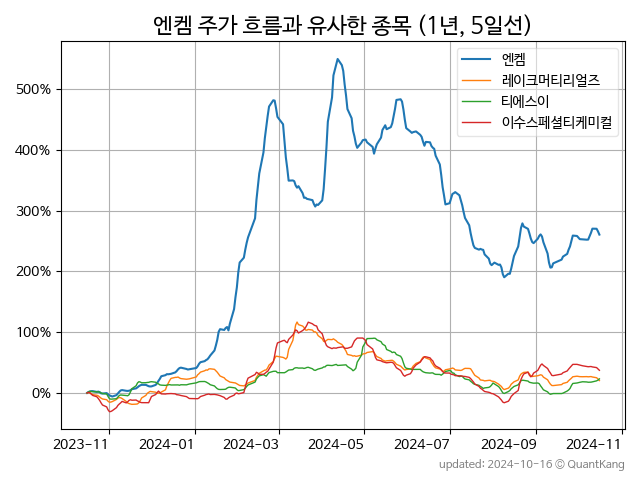 엔켐 주가 흐름과 유사한 종목 (1년, 5일선)
엔켐
레이크머티리얼즈
티에스이
이수스페셜티케미컬
500%
400%
300%
200%
100%
0%
2023-11 2024-01 2024-03 2024-05 2024-07 2024-09 2024-11
updated: 2024-10-16 © QuantKang